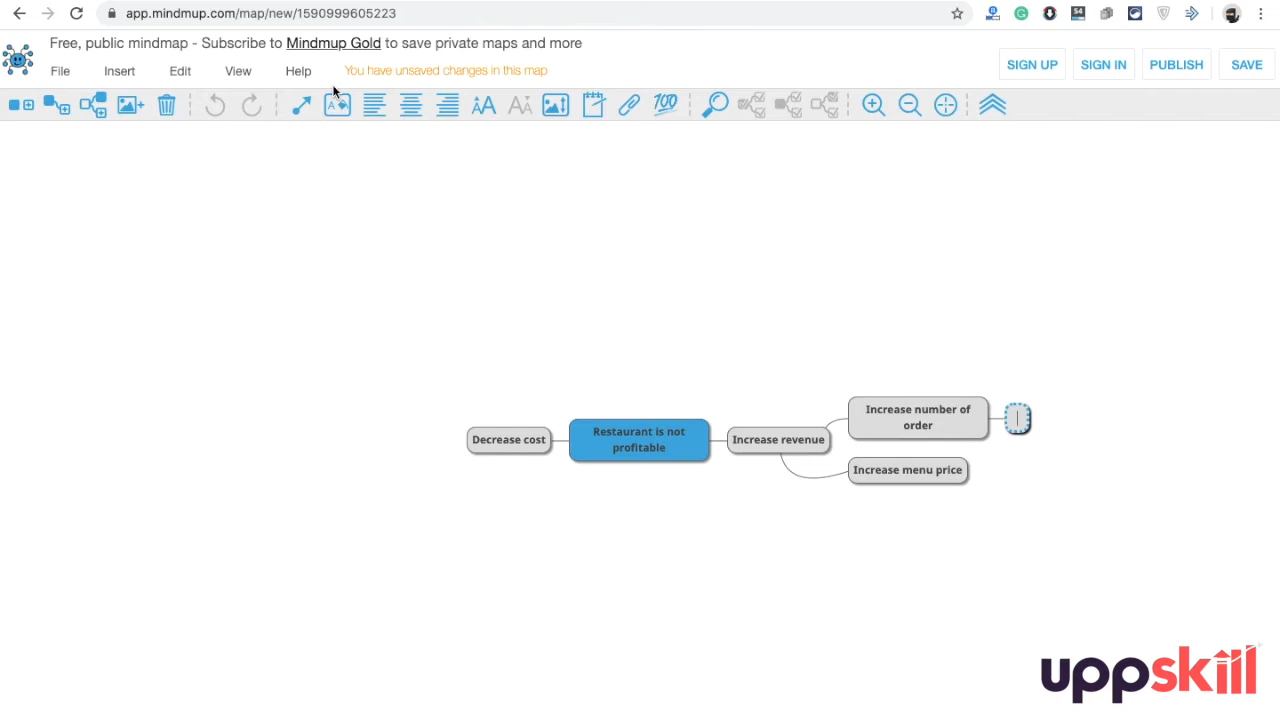 app.mindmup.com/map/new/1590999605223
Free, public mindmap - Subscribe to Mindmup Gold to save private maps and more
File Insert Edit View Help You have unsaved changes in this map
SIGN UP SIGN IN PUBLISH SAVE
Decrease cost
Restaurant is not
profitable
Increase revenue
Increase number of
order
Increase menu price
uppskill